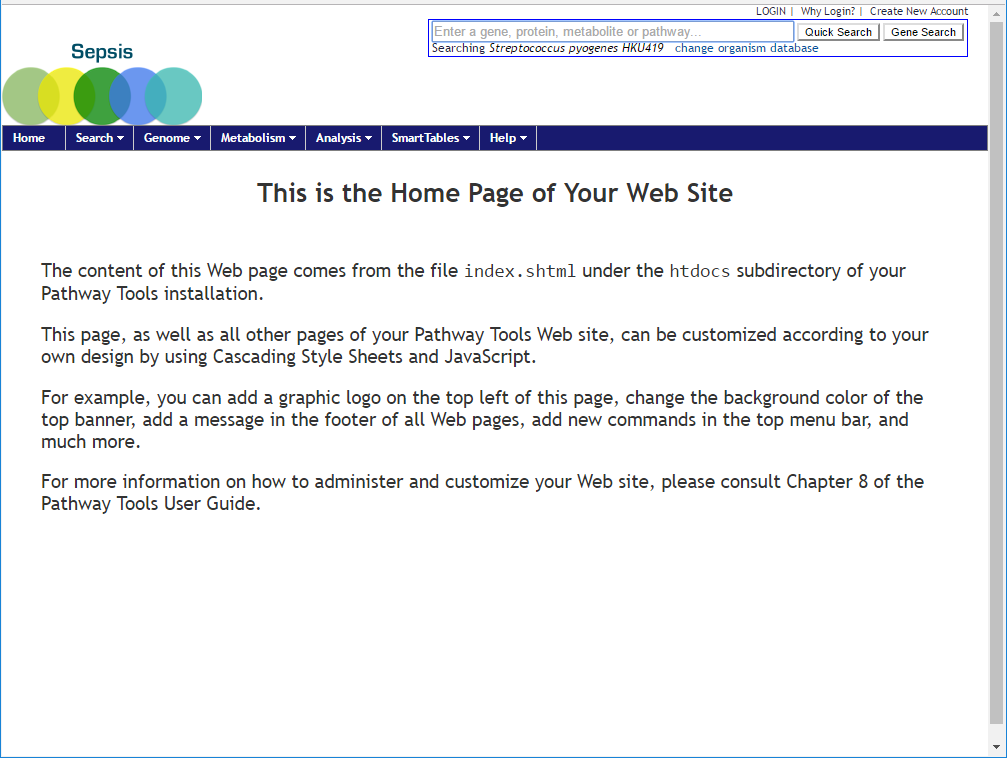 LOGIN | Why Login? | Create New Account
Enter a gene, protein, metabolite or pathway...
Quick Search
Gene Search
Searching Streptococcus pyogenes HKU419 change organism database
Sepsis
Home Search Genome Metabolism Analysis SmartTables Help
This is the Home Page of Your Web Site
The content of this Web page comes from the file index.shtml under the htdocs subdirectory of your
Pathway Tools installation.
This page, as well as all other pages of your Pathway Tools Web site, can be customized according to your
own design by using Cascading Style Sheets and JavaScript.
For example, you can add a graphic logo on the top left of this page, change the background color of the
top banner, add a message in the footer of all Web pages, add new commands in the top menu bar, and
much more.
For more information on how to administer and customize your Web site, please consult Chapter 8 of the
Pathway Tools User Guide.